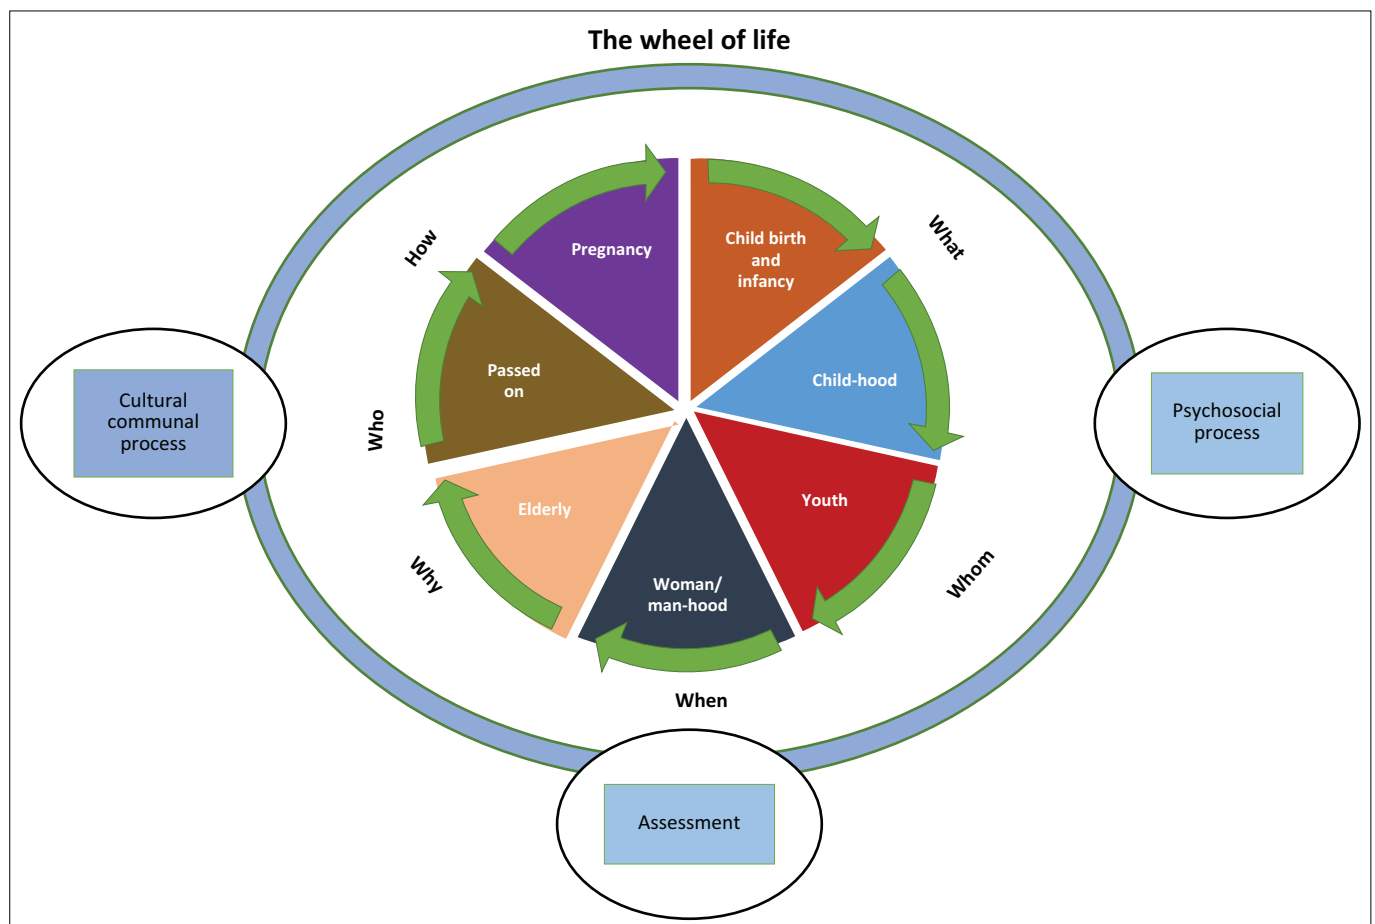 The wheel of life
How
What
Pregnancy
Child birth
and
infancy
Passed
on
Child-hood
Cultural
communal
process
Psychosocial
process
Who
Elderly
Youth
Why
Woman/
man-hood
Whom
When
Assessment